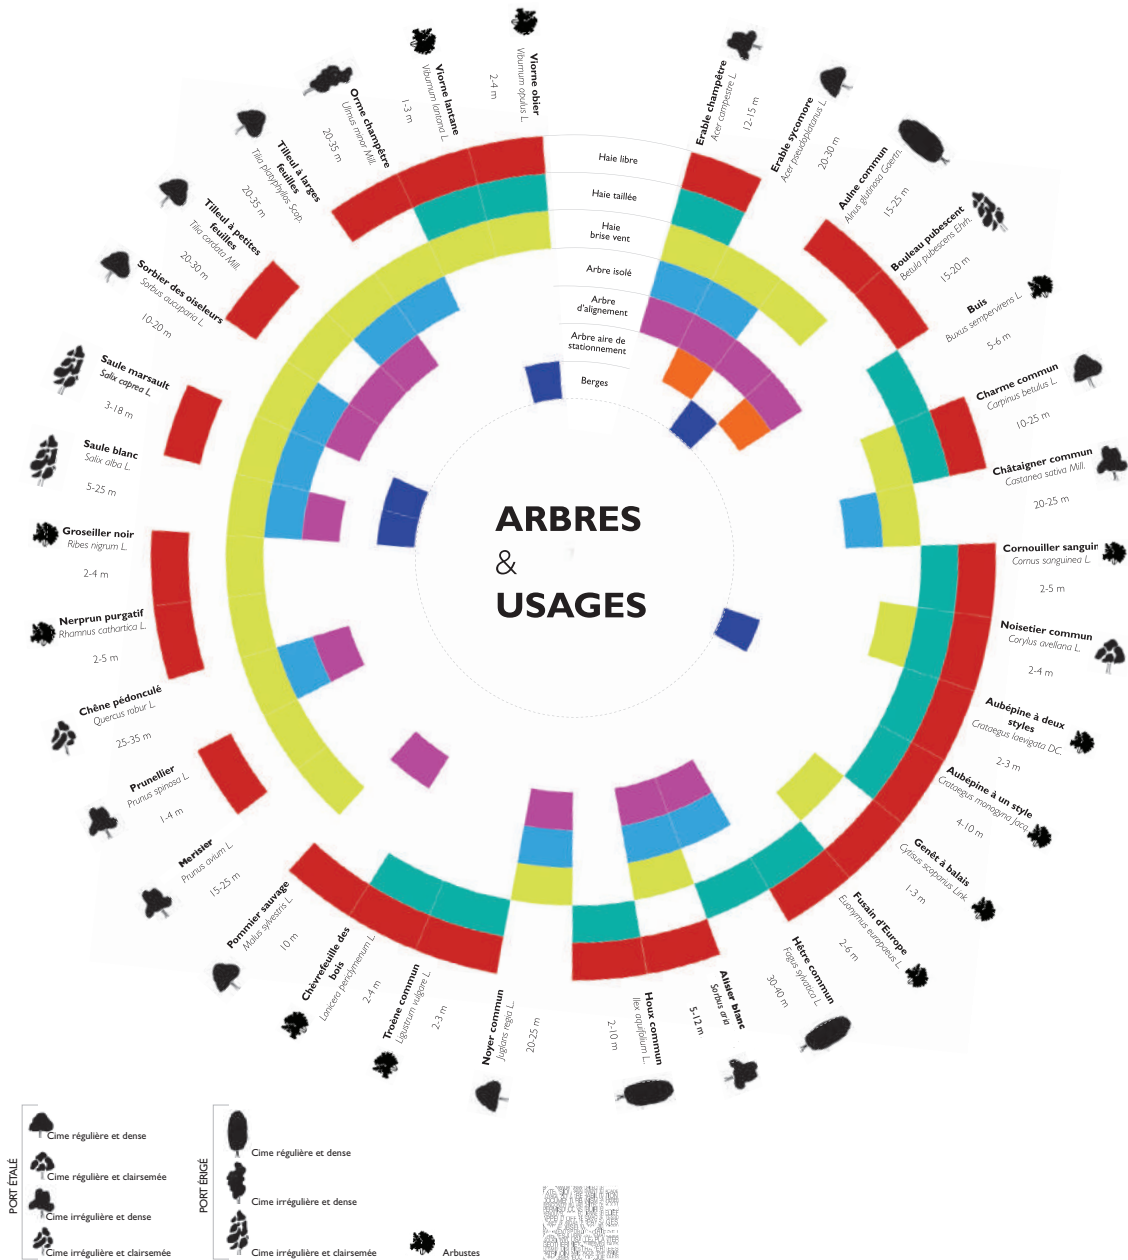 Viorne obier
Viburnum opulus L.
2-4 m
Erable champêtre
Acer campestre L.
12-15 m
Erable sycomore
Acer pseudoplatanus L.
20-30 m
Aulne commun
Alnus glutinosa Gaertn.
15-25 m
Bouleau pubescent
Betula pubescens Ehrh.
15-20 m
Buis
Buxus sempervirens L.
5-6 m
Charme commun
Carpinus betulus L.
10-25 m
Châtaigner commun
Castanea sativa Mill.
20-25 m
Cornouiller sanguin
Cornus sanguinea L.
2-5 m
Noisetier commun
Corylus avellana L.
2-4 m
Aubépine à deux
styles
Crataegus laevigata DC.
2-3 m
Aubépine à un style
Crataegus monogyna Jacq.
4-10 m
Genêt à balais
Cytisus scoparius Link
1-3 m
Fusain d'Europe
Euonymus europaeus L.
2-6 m
Hêtre commun
Fagus sylvatica L.
30-40 m
Alisier blanc
Sorbus aria
5-12 m
Houx commun
Ilex aquifolium L.
2-10 m
Noyer commun
Juglans regia L.
20-25 m
Troène commun
Ligustrum vulgare L.
2-3 m
Chèvrefeuille des
bois
Lonicera periclymenum L.
2-4 m
Pommier sauvage
Malus sylvestris L.
10 m
Merisier
Prunus avium L.
15-25 m
Prunellier
Prunus spinosa L.
1-4 m
Chêne pédonculé
Quercus robur L.
25-35 m
Nerprun purgatif
Rhamnus cathartica L.
2-5 m
Groseiller noir
Ribes nigrum L.
2-4 m
Saule blanc
Salix alba L.
5-25 m
Saule marsault
Salix caprea L.
3-18 m
Sorbier des oiseleurs
Sorbus aucuparia L.
10-20 m
Tilleul à petites
feuilles
Tilia cordata Mill.
20-30 m
Tilleul à larges
feuilles
Tilia platyphyllos Scop.
20-35 m
Orme champêtre
Ulmus minor Mill.
20-35 m
Viorne lantane
Viburnum lantana L.
1-3 m
Haie libre
Haie taillée
Haie
brise vent
Arbre isolé
Arbre
d'alignement
Arbre aire de
stationnement
Berges
ARBRES
&
USAGES
PORT ÉTALÉ
Cime régulière et dense
Cime régulière et clairsemée
Cime irrégulière et dense
Cime irrégulière et clairsemée
PORT ÉRIGÉ
Cime régulière et dense
Cime irrégulière et dense
Cime irrégulière et clairsemée
Arbustes